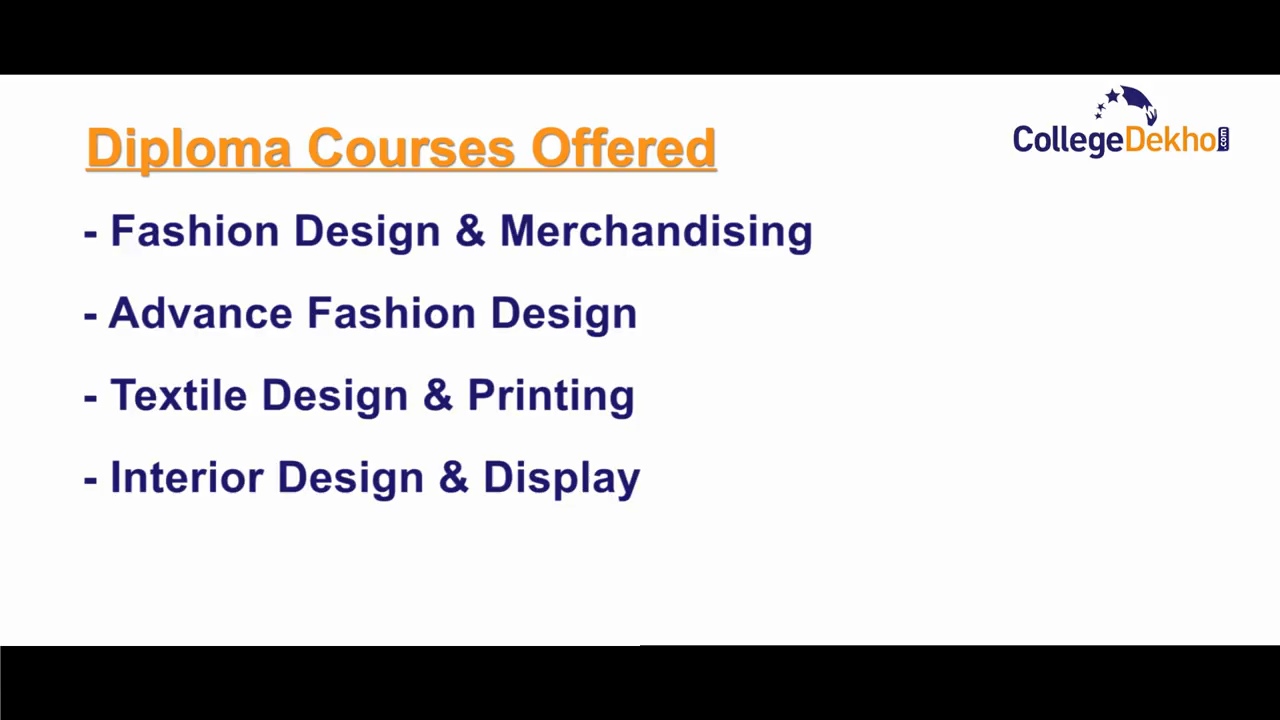 Diploma Courses Offered
CollegeDekho.com
- Fashion Design & Merchandising
- Advance Fashion Design
- Textile Design & Printing
- Interior Design & Display